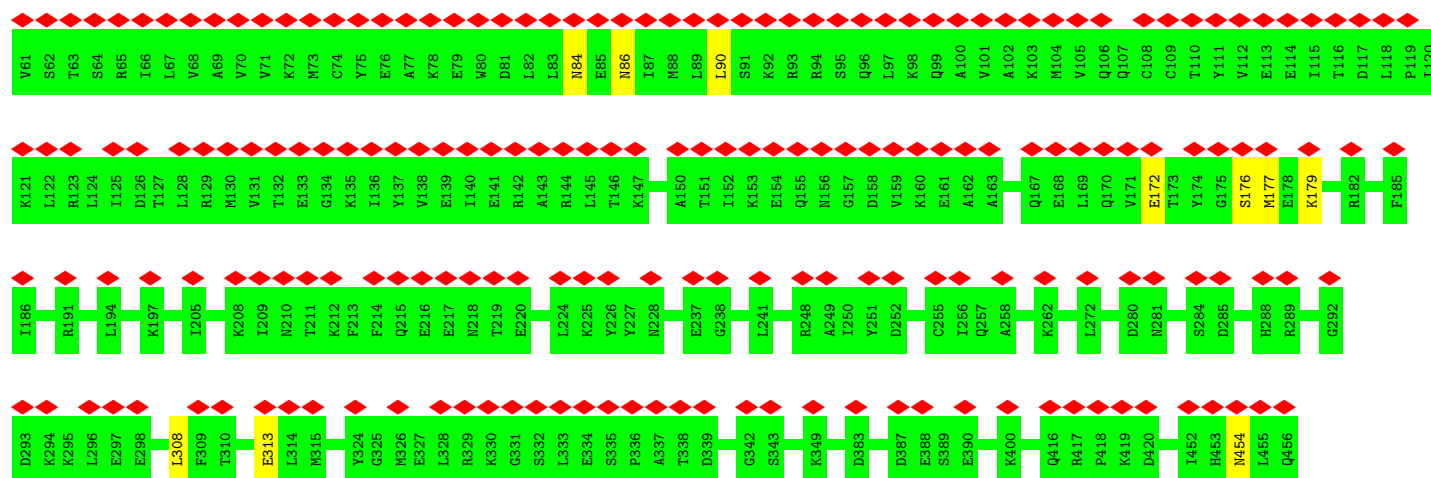 V61 S62 T63 S64 R65 I66 L67 V68 A69 V70 V71 K72 M73 C74 Y75 E76 A77 K78 E79 W80 D81 L82 L83 N84 E85 N86 I87 M88 L89 L90 S91 K92 R93 R94 S95 Q96 L97 K98 Q99 A100 V101 A102 K103 M104 V105 Q106 Q107 C108 C109 T110 Y111 V112 E113 E114 I115 T116 D117 L118 P119 I120
K121 L122 R123 L124 I125 D126 T127 L128 R129 M130 V131 T132 E133 G134 K135 I136 Y137 V138 E139 I140 E141 R142 A143 R144 L145 T146 K147 A150 T151 I152 K153 E154 Q155 N156 G157 D158 V159 K160 E161 A162 A163 Q167 E168 L169 Q170 V171 E172 T173 Y174 G175 S176 M177 E178 K179 R182 F185
I186 R191 L194 K197 I205 K208 I209 N210 T211 K212 F213 F214 Q215 E216 E217 N218 T219 E220 L224 K225 Y226 Y227 N228 E237 G238 L241 R248 A249 I250 Y251 D252 C255 I256 Q257 A258 K262 L272 D280 N281 S284 D285 H288 R289 G292
D293 K294 K295 L296 E297 E298 L308 F309 T310 E313 L314 M315 Y324 G325 M326 E327 L328 R329 K330 G331 S332 L333 E334 S335 P336 A337 T338 D339 G342 S343 K349 D383 D387 E388 S389 E390 K400 Q416 R417 P418 K419 D420 I452 H453 N454 L455 Q456